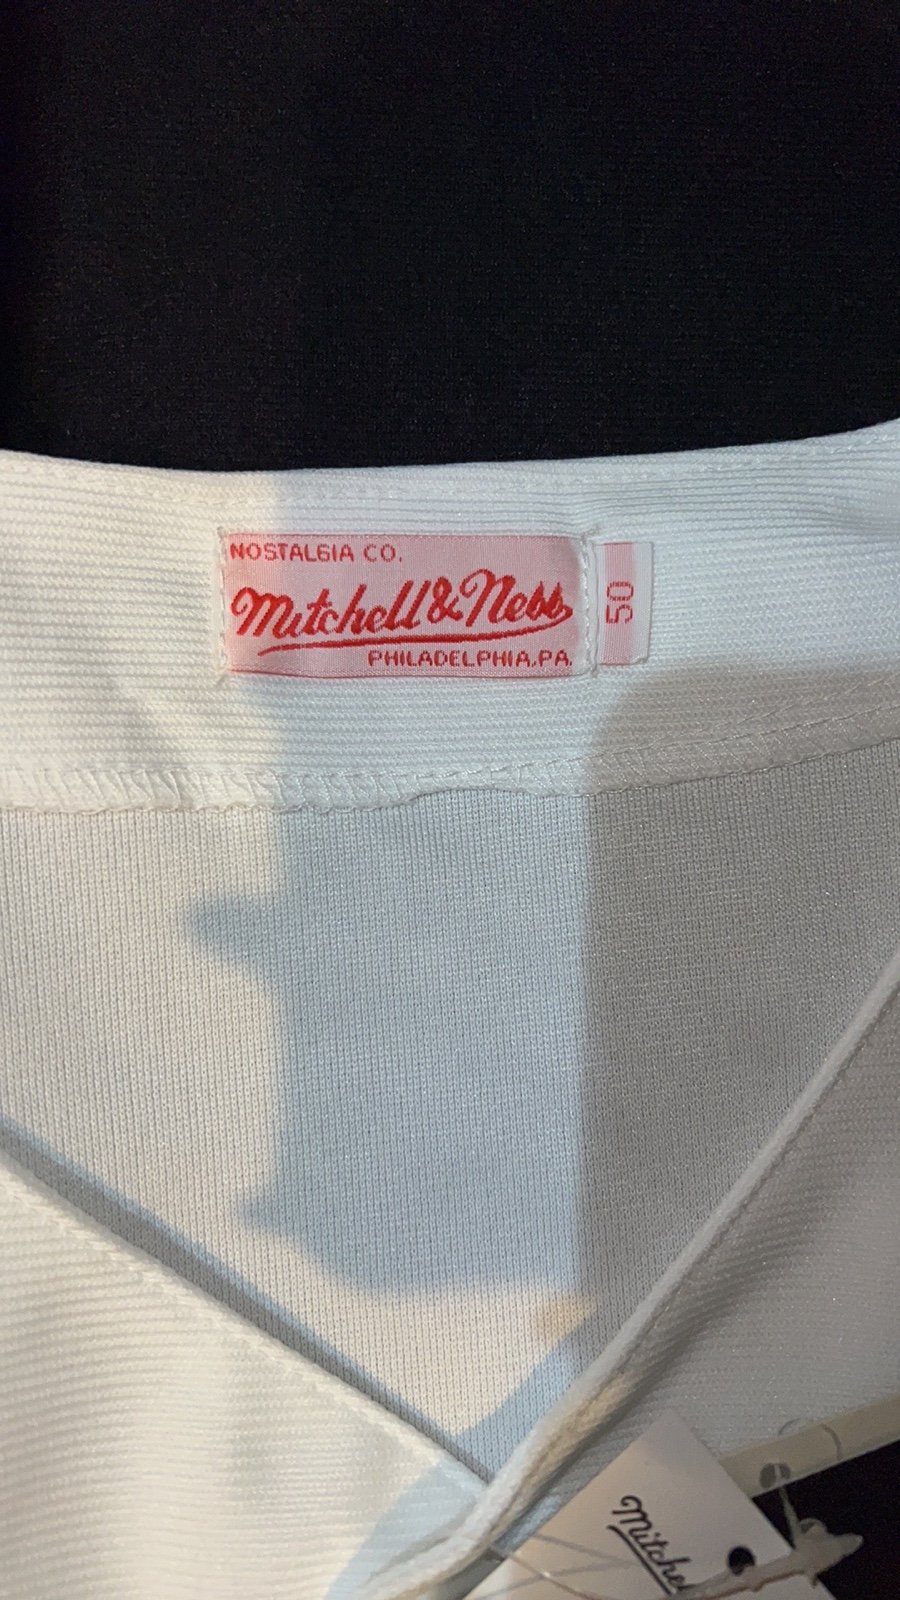 NOSTALGIA CO.
Mitchell & Ness
PHILADELPHIA, PA.
50